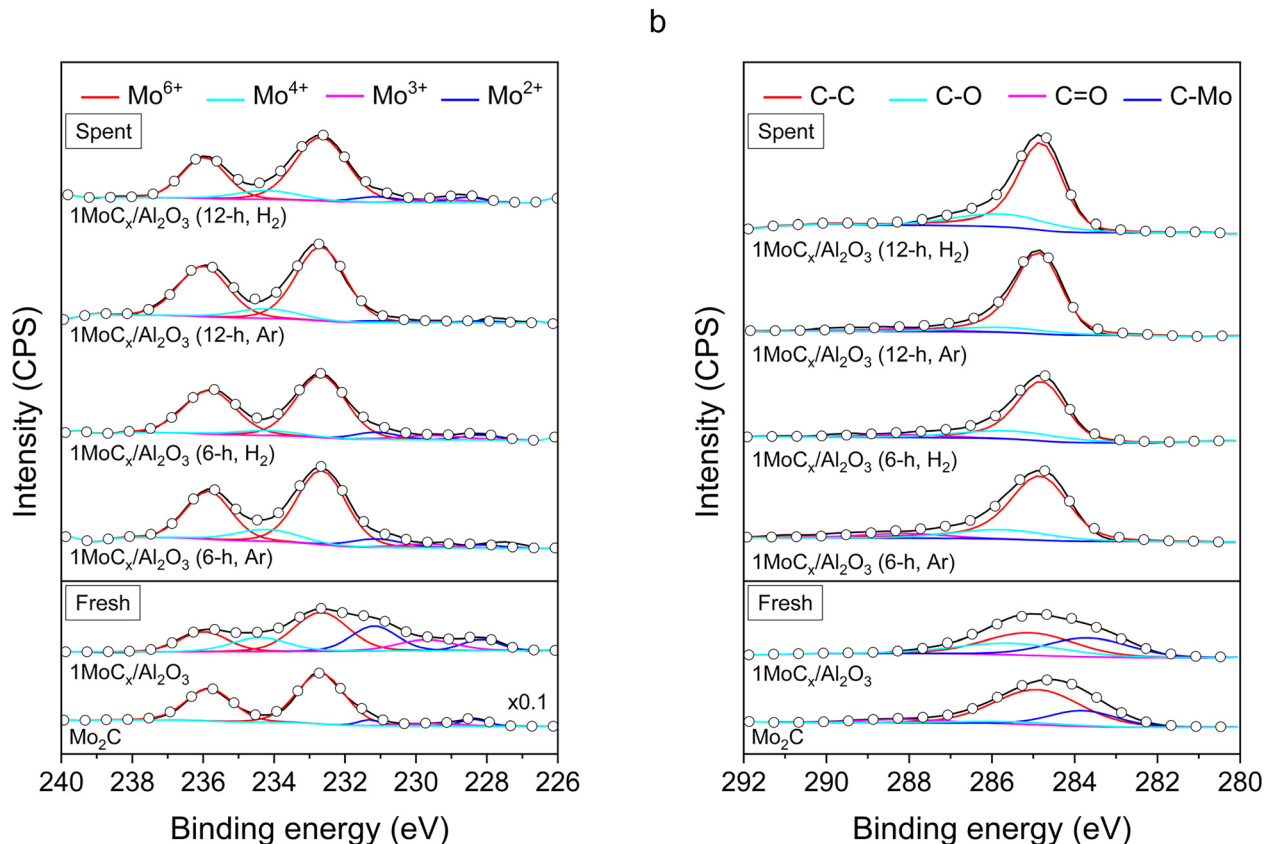 b
Mo⁶⁺ Mo⁴⁺ Mo³⁺ Mo²⁺
Spent
1MoCₓ/Al₂O₃ (12-h, H₂)
1MoCₓ/Al₂O₃ (12-h, Ar)
1MoCₓ/Al₂O₃ (6-h, H₂)
1MoCₓ/Al₂O₃ (6-h, Ar)
Fresh
1MoCₓ/Al₂O₃
x0.1
Mo₂C
240 238 236 234 232 230 228 226
Binding energy (eV)
Intensity (CPS)
C-C C-O C=O C-Mo
Spent
1MoCₓ/Al₂O₃ (12-h, H₂)
1MoCₓ/Al₂O₃ (12-h, Ar)
1MoCₓ/Al₂O₃ (6-h, H₂)
1MoCₓ/Al₂O₃ (6-h, Ar)
Fresh
1MoCₓ/Al₂O₃
Mo₂C
292 290 288 286 284 282 280
Binding energy (eV)
Intensity (CPS)